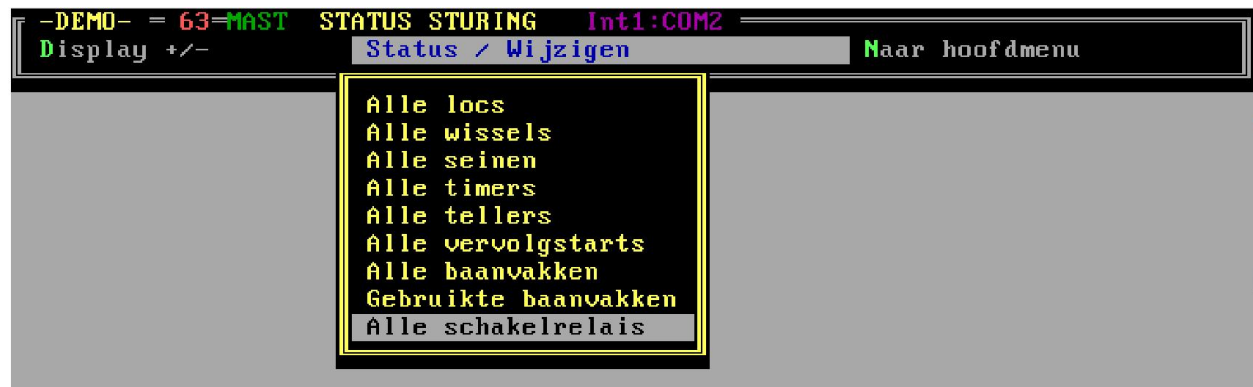 -DEMO- = 63=MAST STATUS STURING Int1:COM2
Display +/- Status / Wijzigen Naar hoofdmenu
Alle locs
Alle wissels
Alle seinen
Alle timers
Alle tellers
Alle vervolgstarts
Alle baanvakken
Gebruikte baanvakken
Alle schakelrelais